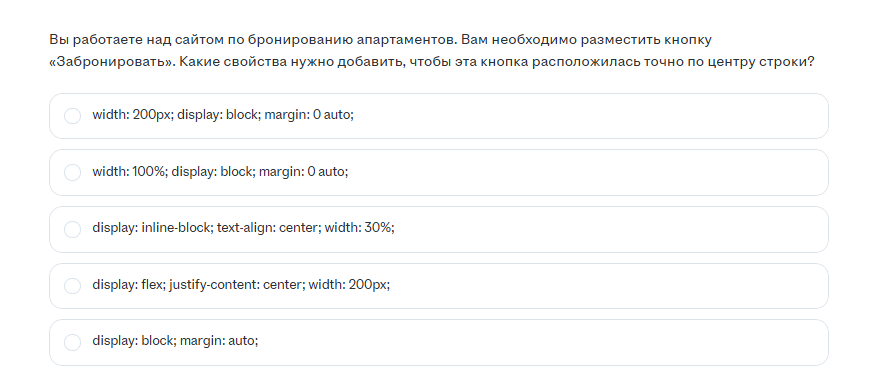 Вы работаете над сайтом по бронированию апартаментов. Вам необходимо разместить кнопку
«Забронировать». Какие свойства нужно добавить, чтобы эта кнопка расположилась точно по центру строки?
width: 200px; display: block; margin: 0 auto;
width: 100%; display: block; margin: 0 auto;
display: inline-block; text-align: center; width: 30%;
display: flex; justify-content: center; width: 200px;
display: block; margin: auto;